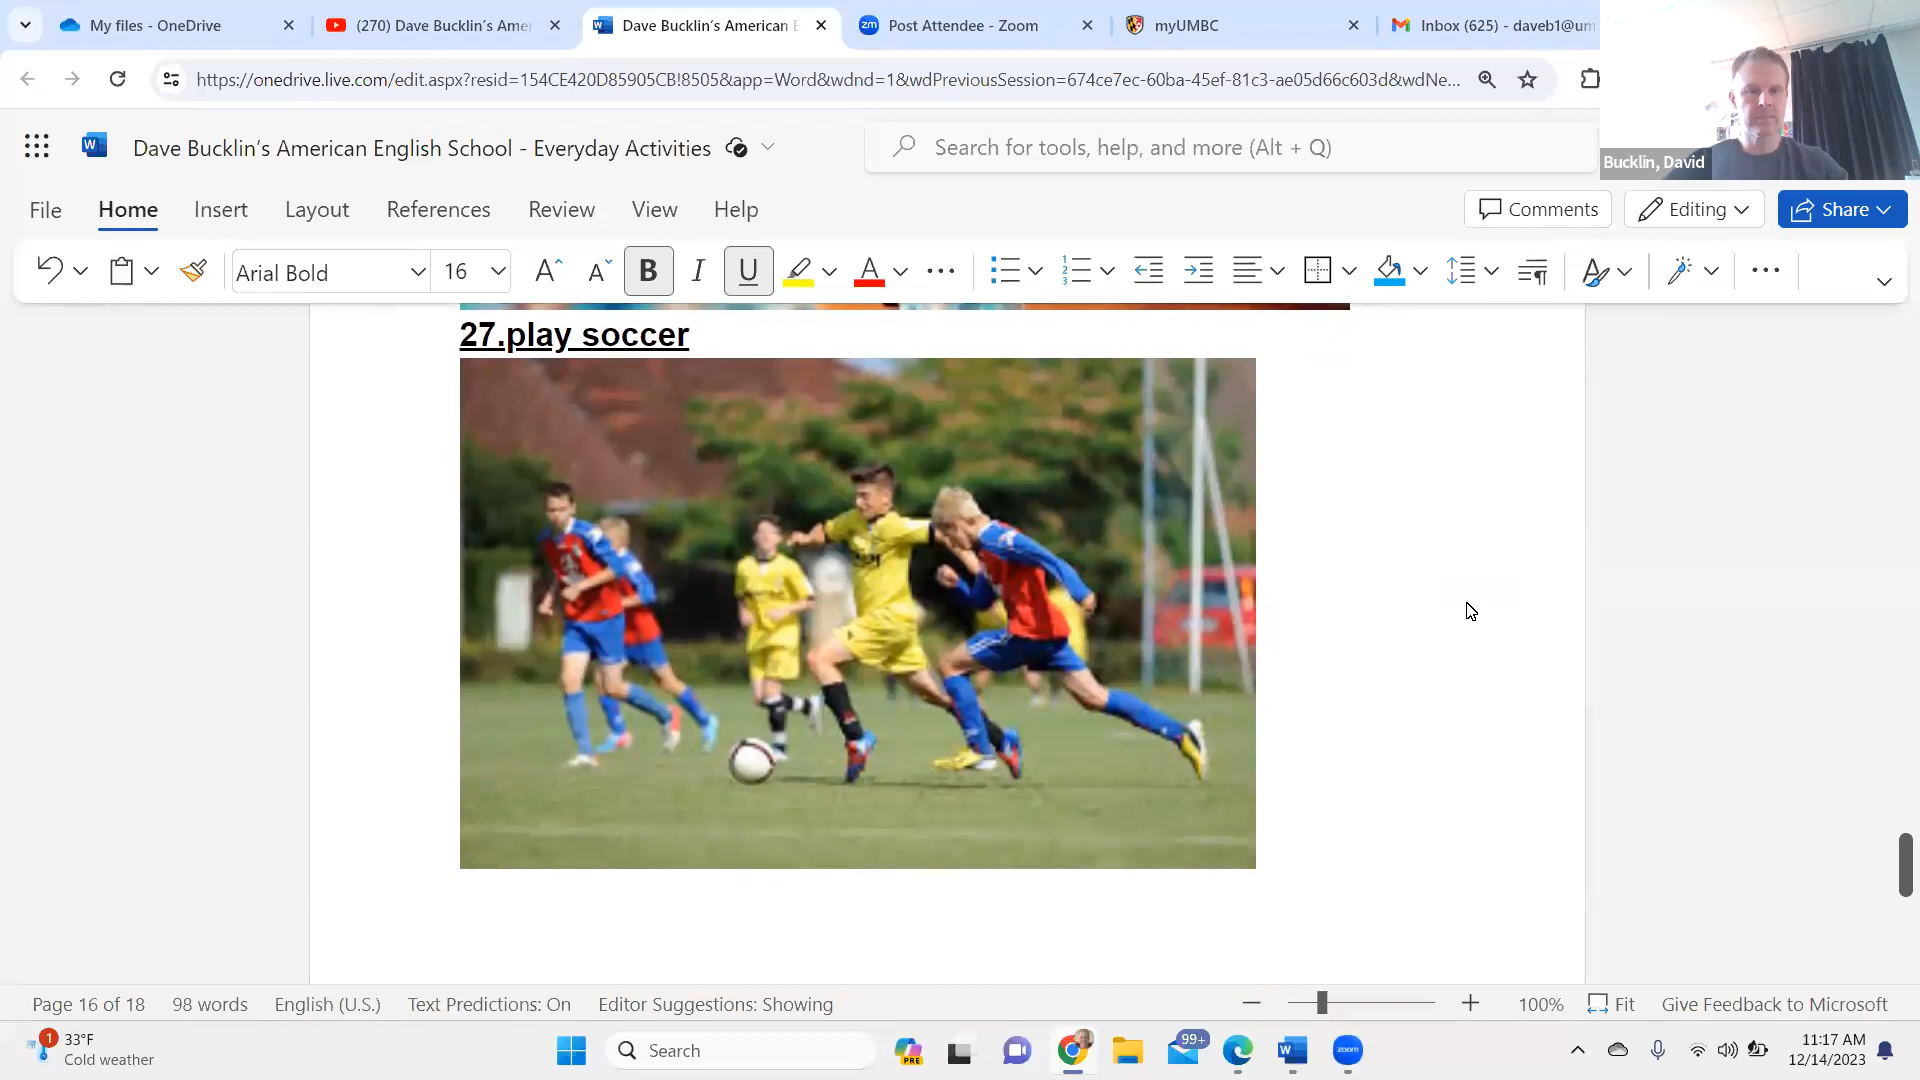 My files - OneDrive
(270) Dave Bucklin's Ame
Dave Bucklin's American E
Post Attendee - Zoom
myUMBC
Inbox (625) - daveb1@um
https://onedrive.live.com/edit.aspx?resid=154CE420D85905CB!8505&app=Word&wdnd=1&wdPreviousSession=674ce7ec-60ba-45ef-81c3-ae05d66c603d&wdNe...
Dave Bucklin's American English School - Everyday Activities
Search for tools, help, and more (Alt + Q)
Bucklin, David
File Home Insert Layout References Review View Help
Comments Editing Share
Arial Bold 16
27.play soccer
Page 16 of 18 98 words English (U.S.) Text Predictions: On Editor Suggestions: Showing
100% Fit Give Feedback to Microsoft
33°F
Cold weather
Search
PRE
99+
zoom
11:17 AM
12/14/2023